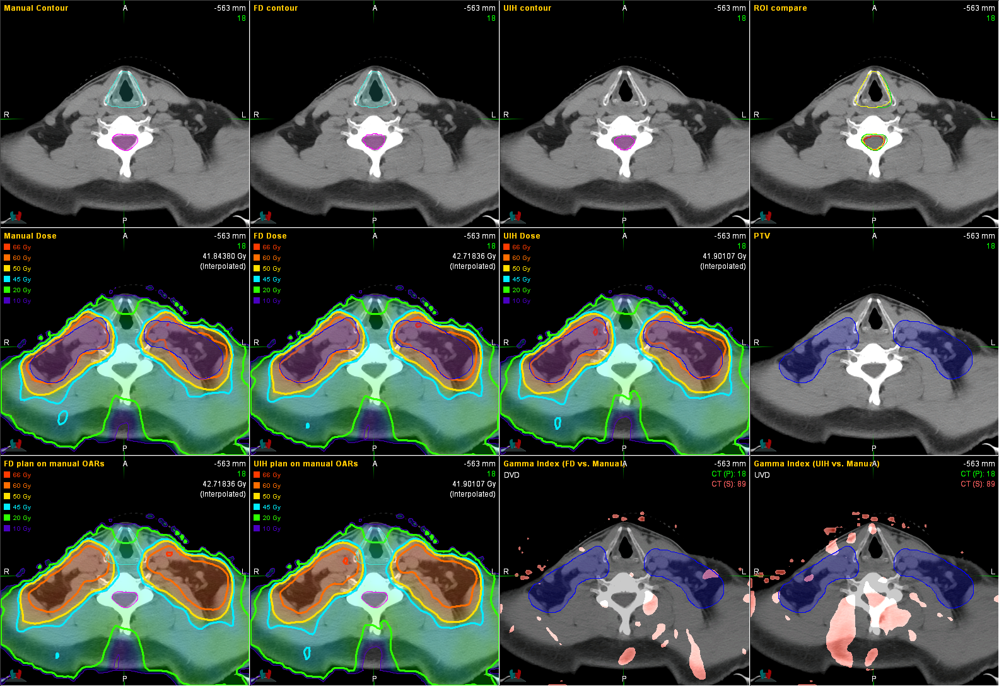 Manual Contour A -563 mm
18
R L
P
FD contour A -563 mm
18
R L
P
UIH contour A -563 mm
18
R L
P
ROI compare A -563 mm
18
R L
P
Manual Dose A -563 mm
18
66 Gy
41.84380 Gy
60 Gy
(Interpolated)
50 Gy
45 Gy
20 Gy
10 Gy
R L
P
FD Dose A -563 mm
18
66 Gy
42.71836 Gy
60 Gy
(Interpolated)
50 Gy
45 Gy
20 Gy
10 Gy
R L
P
UIH Dose A -563 mm
18
66 Gy
41.90107 Gy
60 Gy
(Interpolated)
50 Gy
45 Gy
20 Gy
10 Gy
R L
P
PTV A -563 mm
18
R L
P
FD plan on manual OARs A -563 mm
18
66 Gy
42.71836 Gy
60 Gy
(Interpolated)
50 Gy
45 Gy
20 Gy
10 Gy
R L
P
UIH plan on manual OARs A -563 mm
18
66 Gy
41.90107 Gy
60 Gy
(Interpolated)
50 Gy
45 Gy
20 Gy
10 Gy
R L
P
Gamma Index (FD vs. Manual A -563 mm
DVD CT (P): 18
CT (S): 89
R L
P
Gamma Index (UIH vs. Manual) A -563 mm
UVD CT (P): 18
CT (S): 89
R L
P